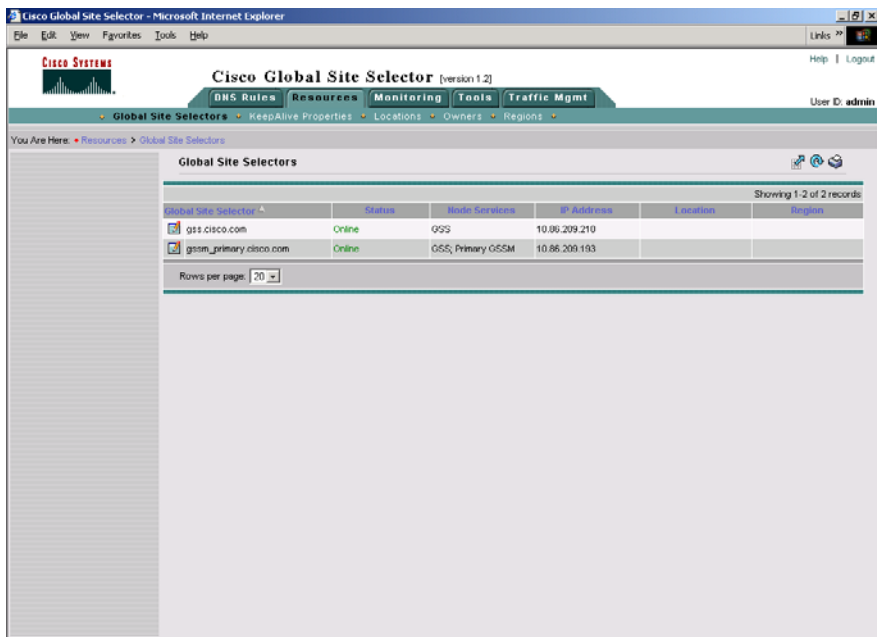 Cisco Global Site Selector - Microsoft Internet Explorer
File Edit View Favorites Tools Help Links »
CISCO SYSTEMS
Cisco Global Site Selector [version 1.2]
Help | Logout
DNS Rules Resources Monitoring Tools Traffic Mgmt
User ID: admin
Global Site Selectors KeepAlive Properties Locations Owners Regions
You Are Here: • Resources > Global Site Selectors
Global Site Selectors
Showing 1-2 of 2 records
Global Site Selector Status Node Services IP Address Location Region
gss.cisco.com Online GSS 10.86.209.210
gssm_primary.cisco.com Online GSS; Primary GSSM 10.86.209.193
Rows per page: 20